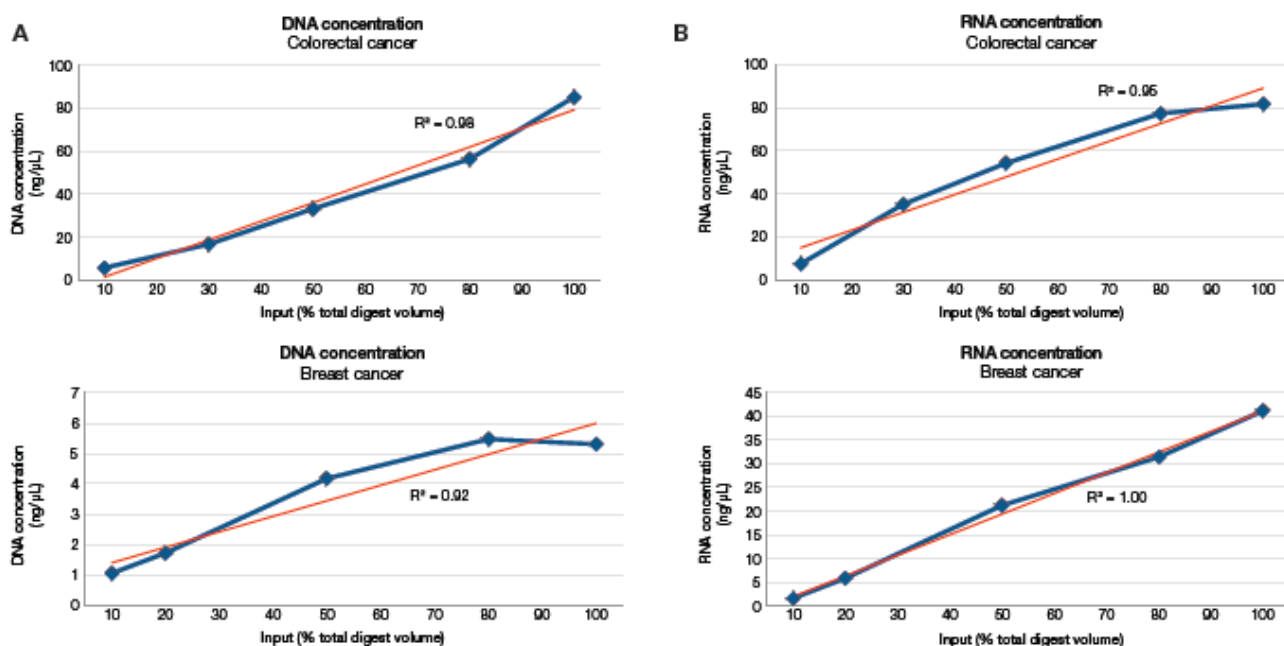 A
DNA concentration
Colorectal cancer
DNA concentration
(ng/µL)
100
80
60
40
20
0
R² = 0.98
10 20 30 40 50 60 70 80 90 100
Input (% total digest volume)
B
RNA concentration
Colorectal cancer
RNA concentration
(ng/µL)
100
80
60
40
20
0
R² = 0.95
10 20 30 40 50 60 70 80 90 100
Input (% total digest volume)
DNA concentration
Breast cancer
DNA concentration
(ng/µL)
7
6
5
4
3
2
1
0
R² = 0.92
10 20 30 40 50 60 70 80 90 100
Input (% total digest volume)
RNA concentration
Breast cancer
RNA concentration
(ng/µL)
45
40
35
30
25
20
15
10
5
0
R² = 1.00
10 20 30 40 50 60 70 80 90 100
Input (% total digest volume)